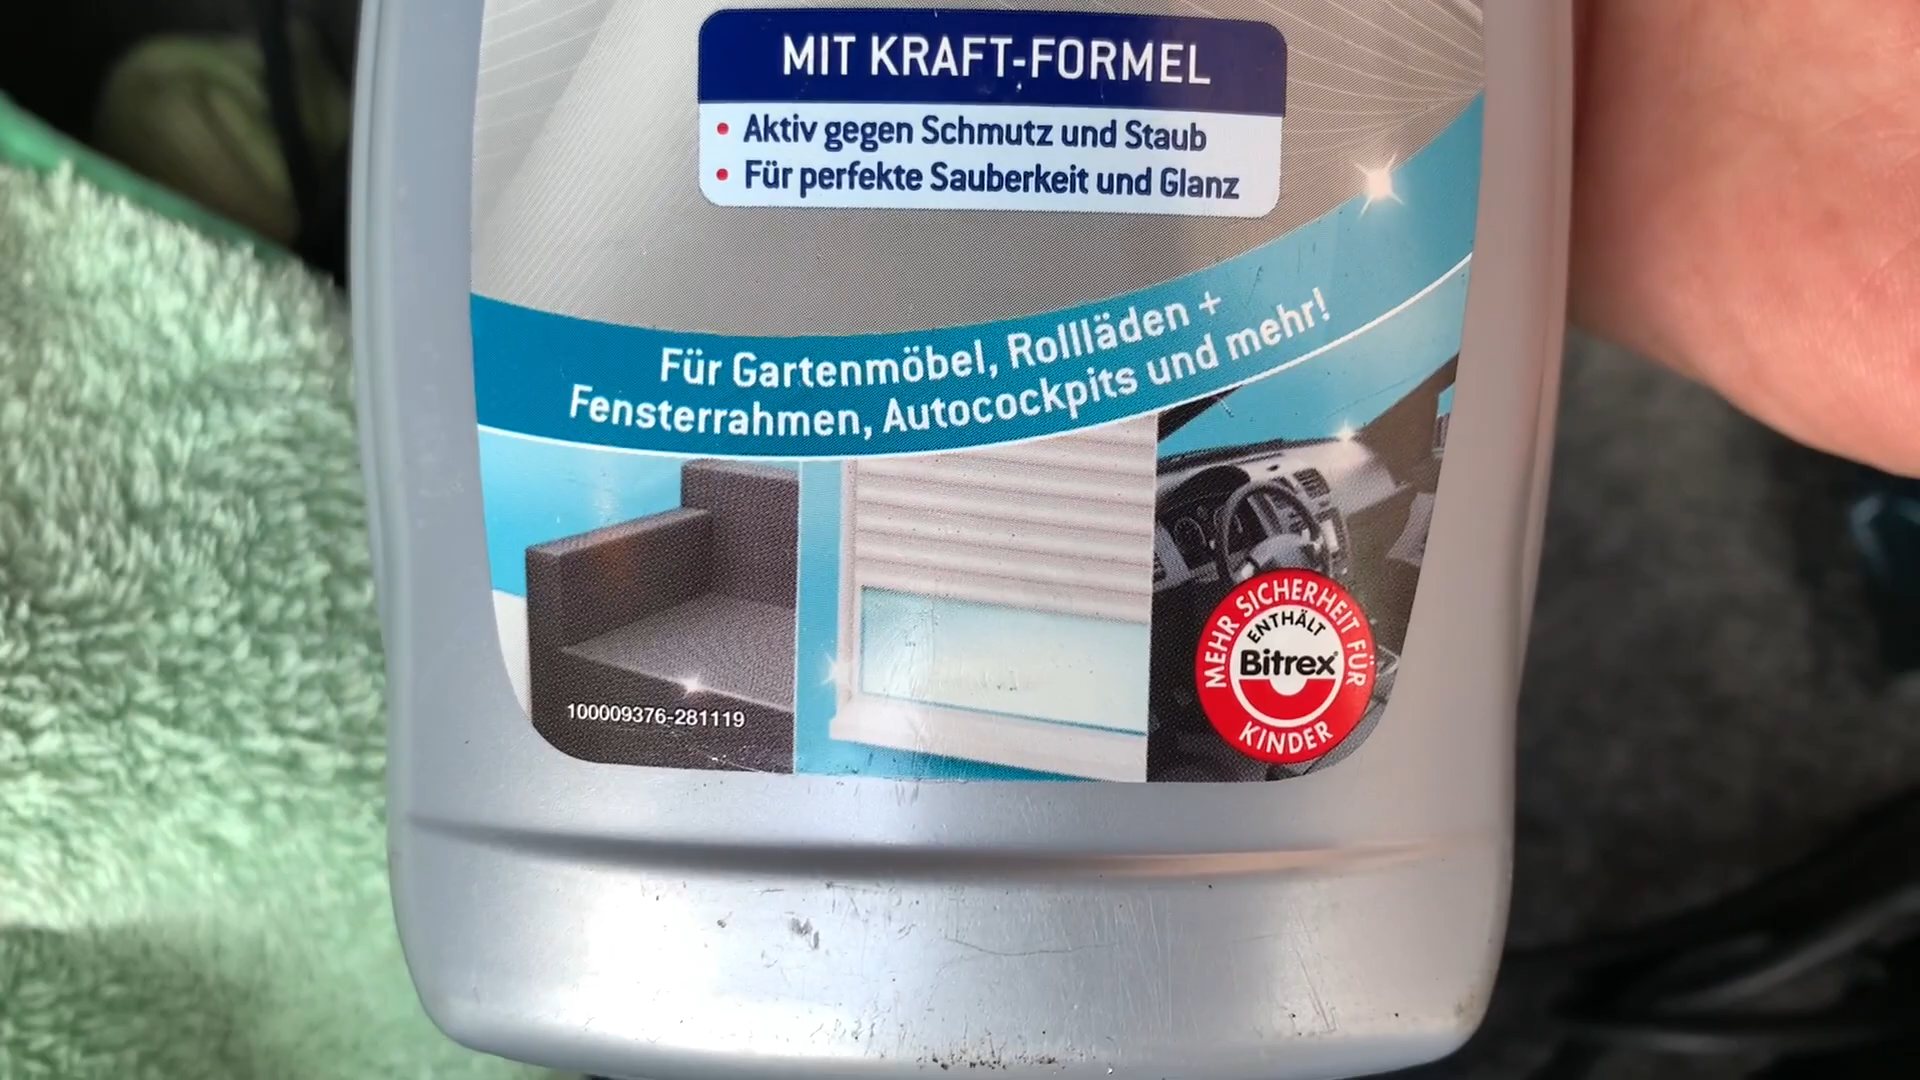 MIT KRAFT-FORMEL
• Aktiv gegen Schmutz und Staub
• Für perfekte Sauberkeit und Glanz
Für Gartenmöbel, Rollläden +
Fensterrahmen, Autocockpits und mehr!
MEHR SICHERHEIT FÜR
ENTHÄLT
Bitrex®
KINDER
100009376-281119